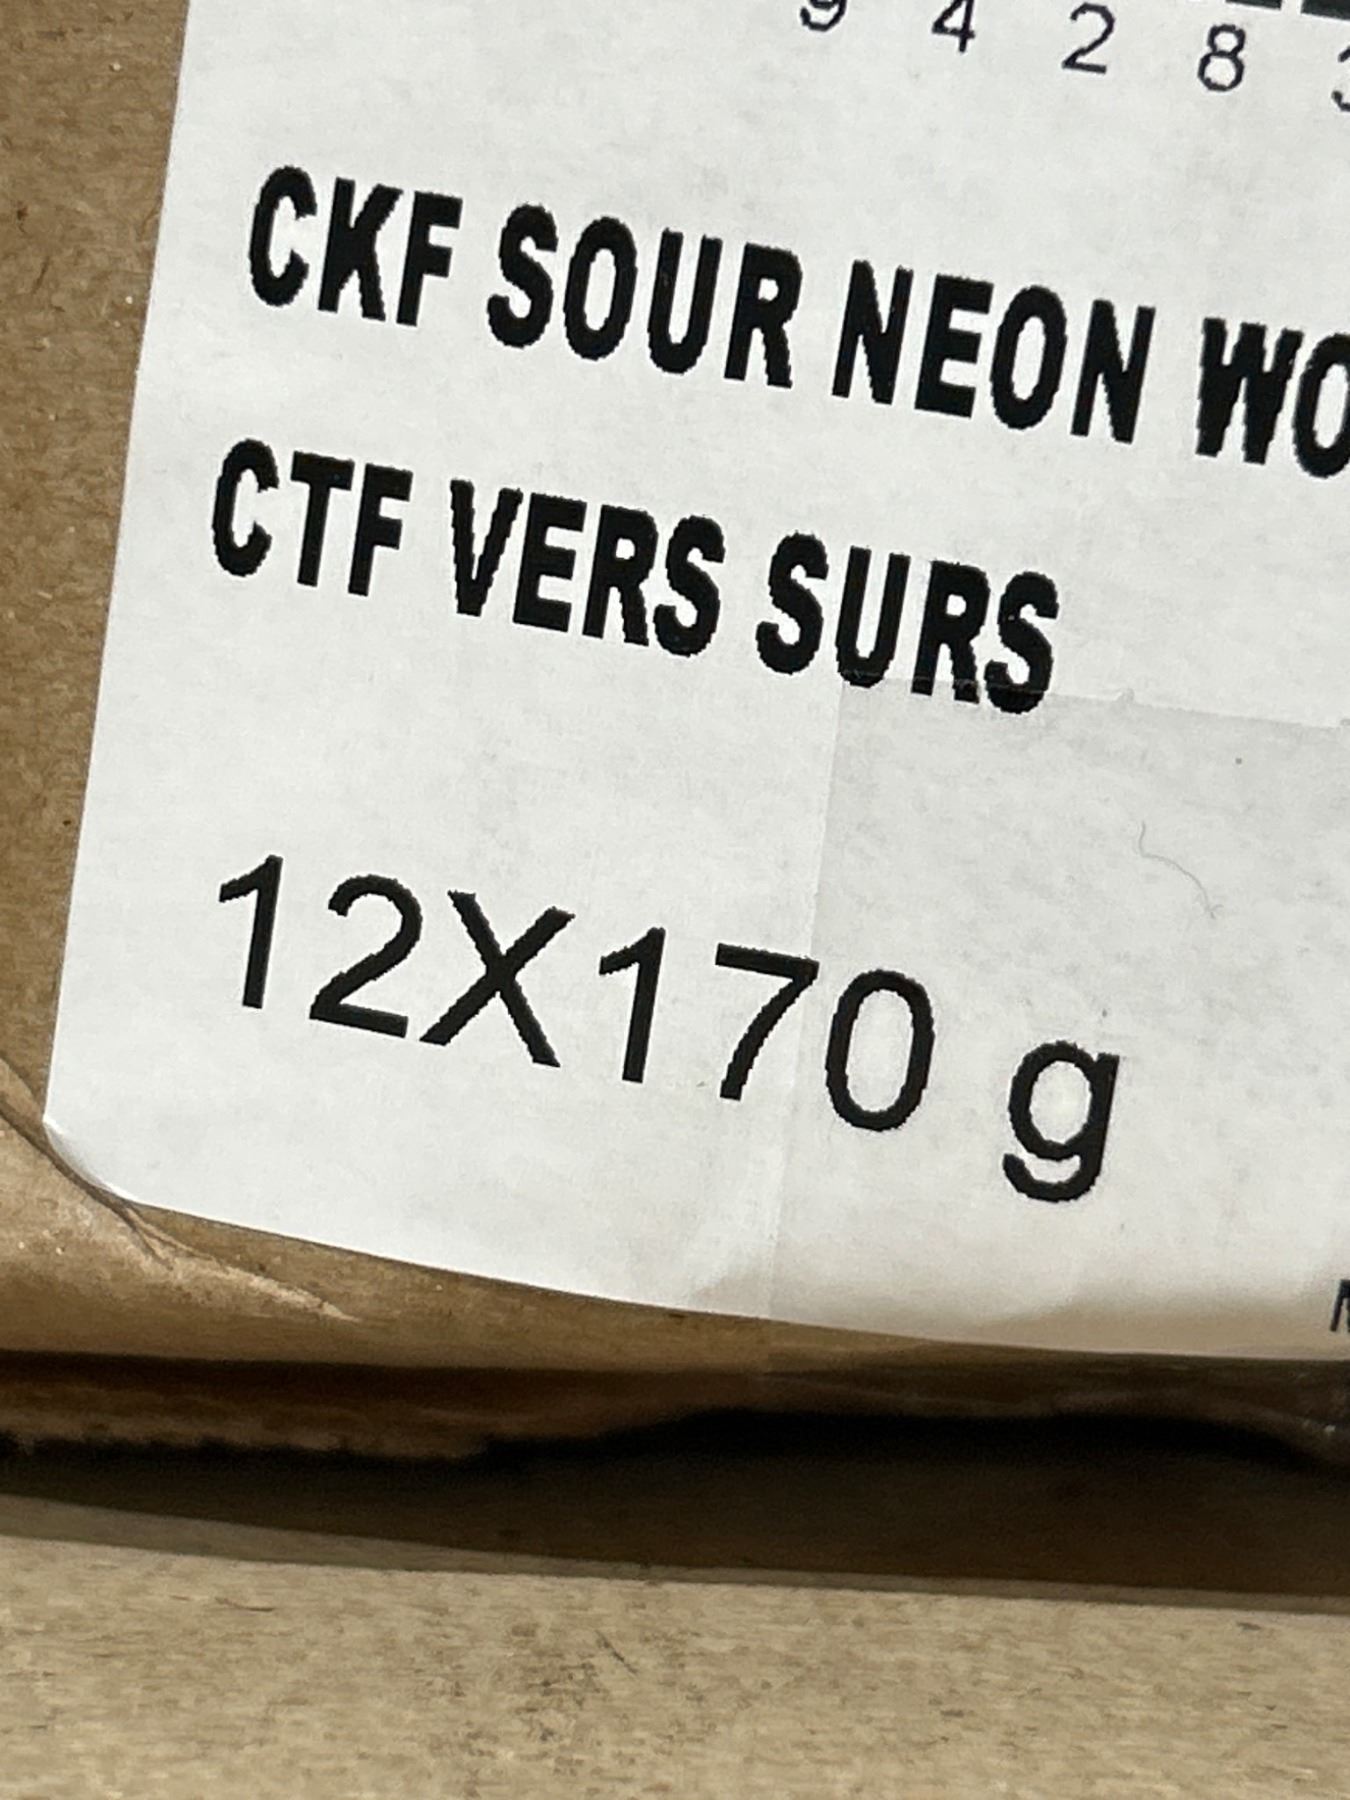 9 4 2 8
CKF SOUR NEON WO
CTF VERS SURS
12X170 g